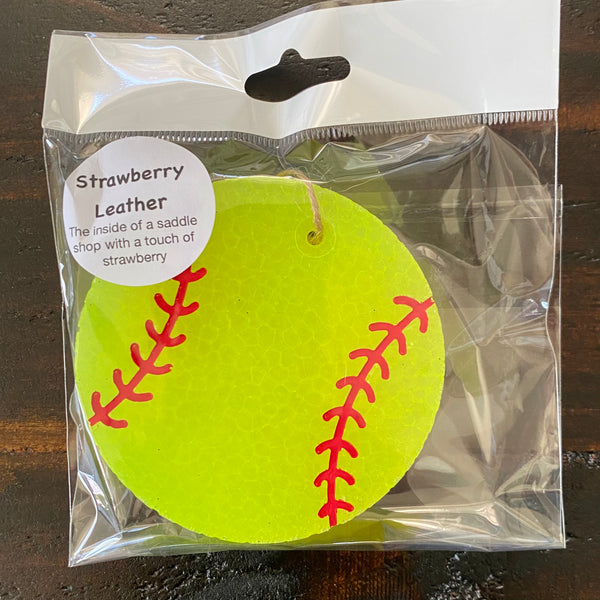 Strawberry
Leather
The inside of a saddle
shop with a touch of
strawberry